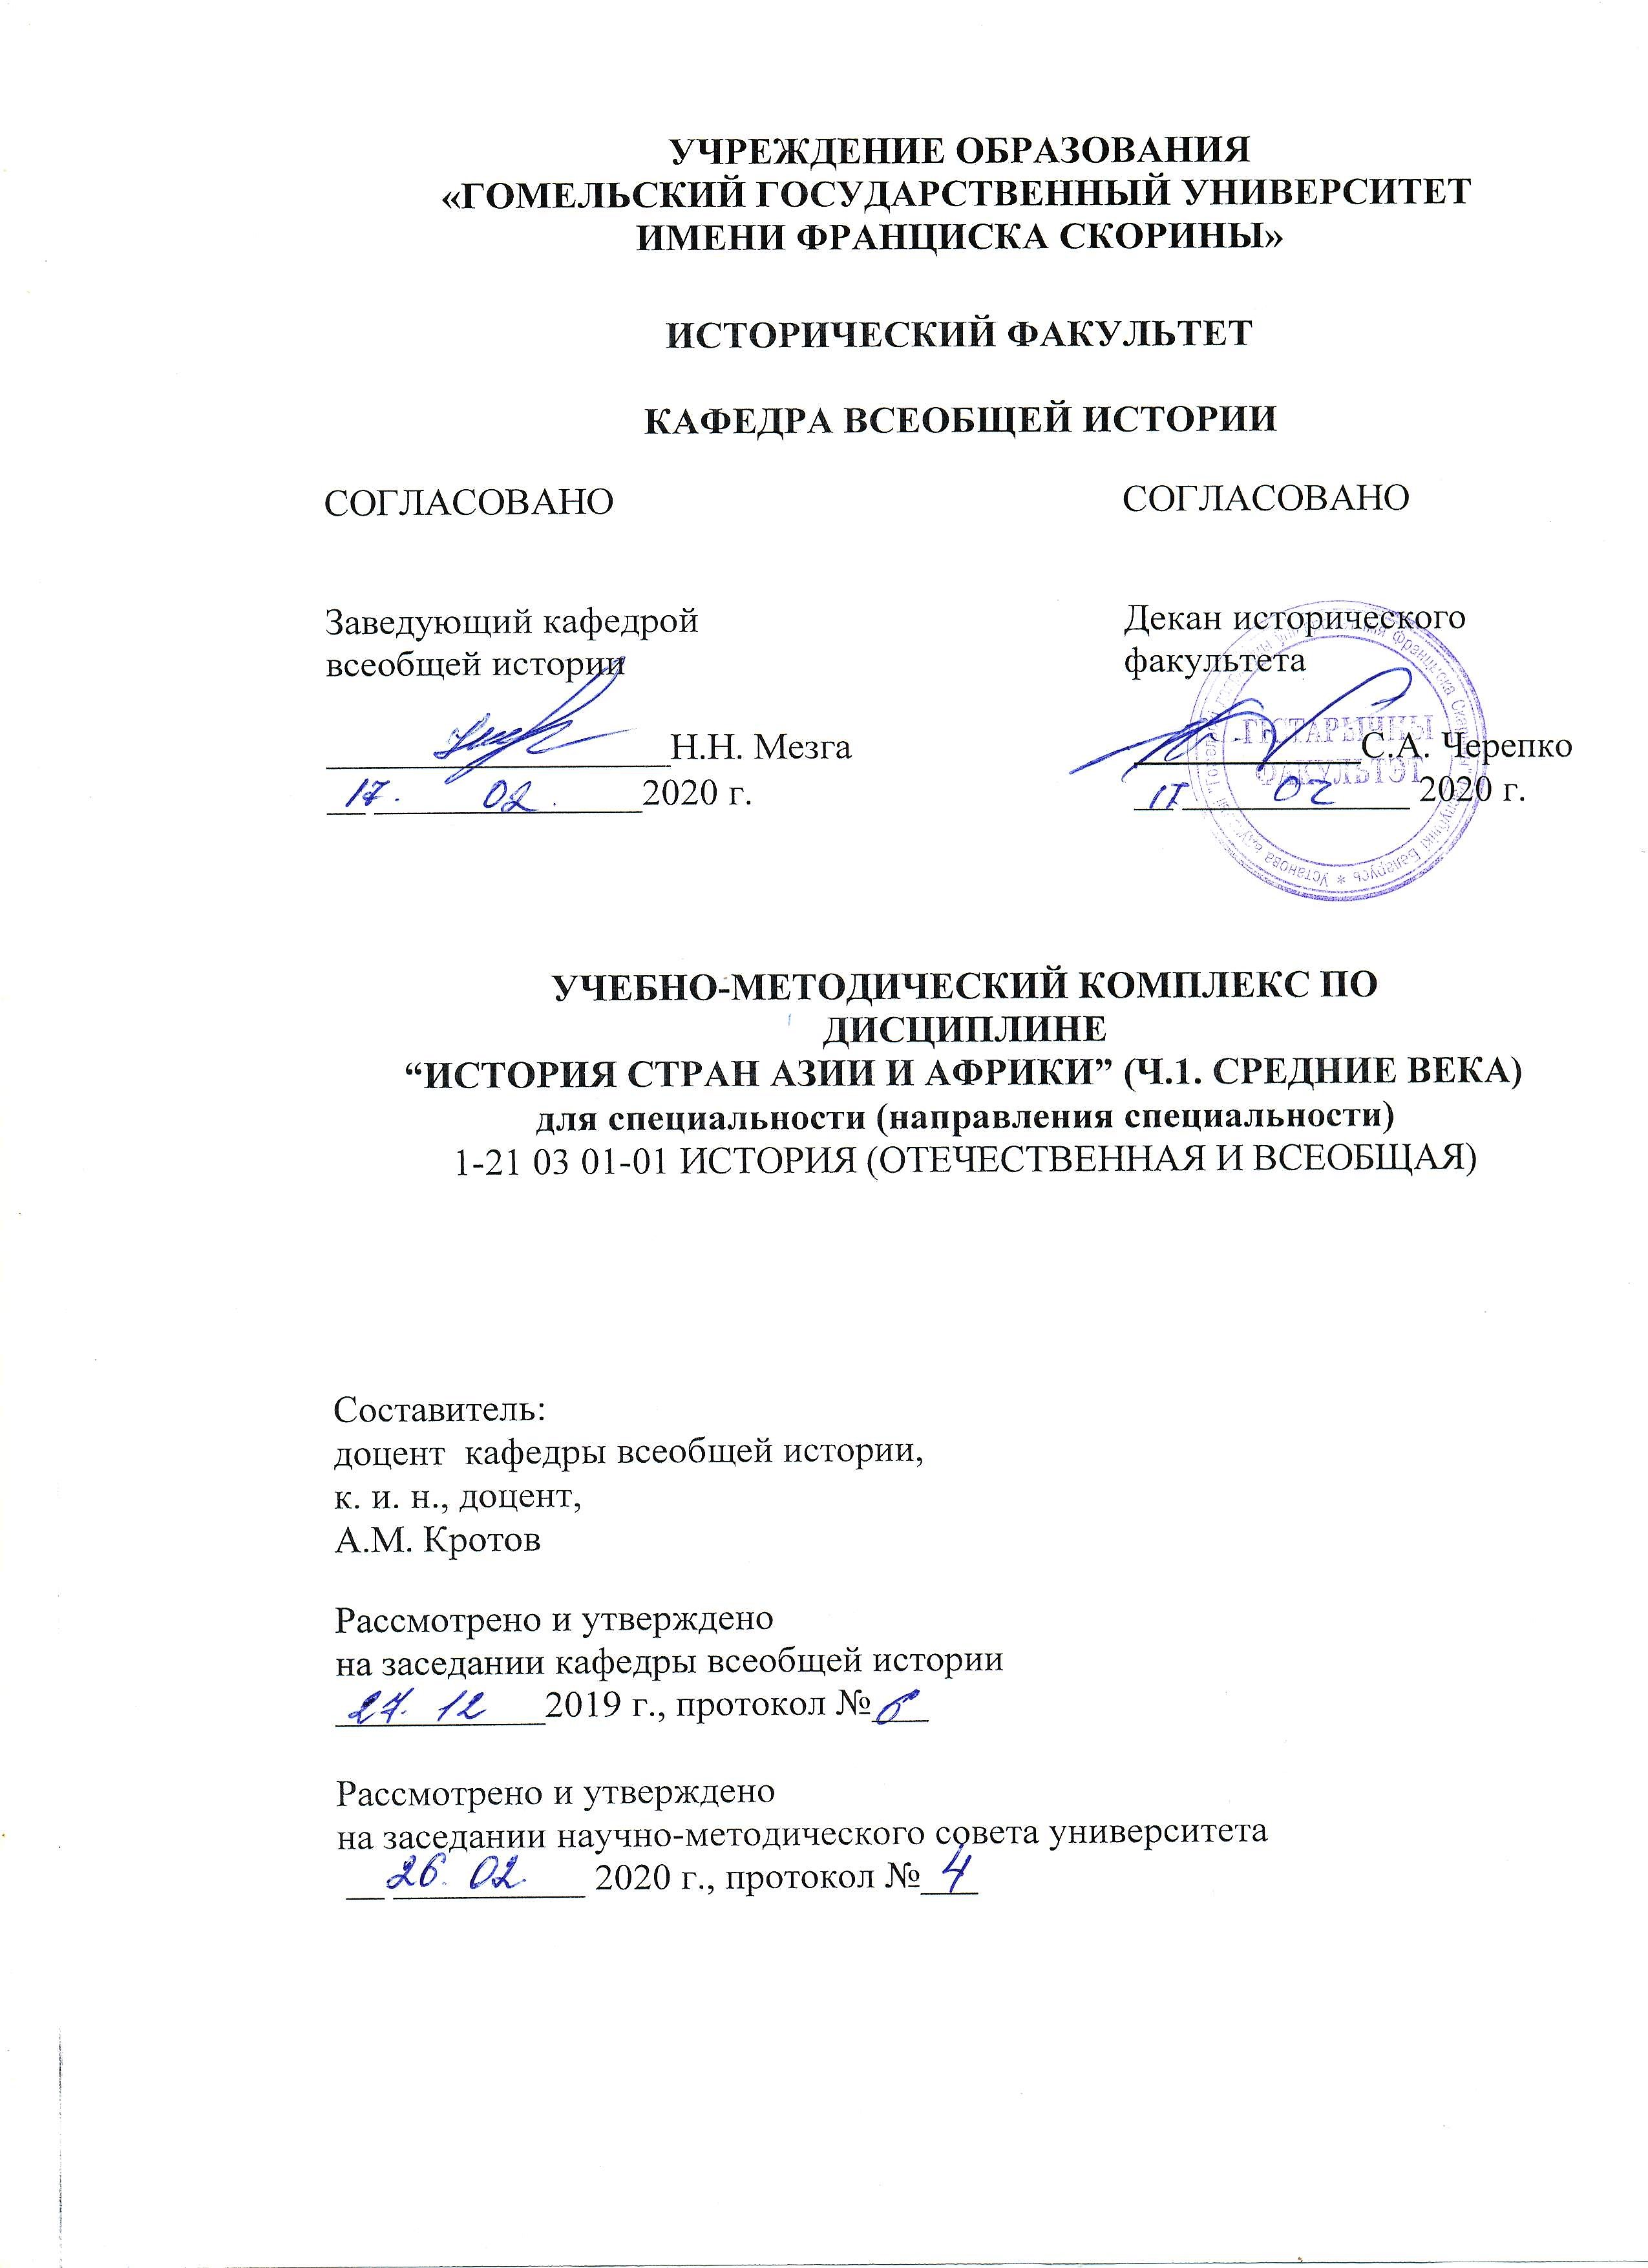 УЧРЕЖДЕНИЕ ОБРАЗОВАНИЯ
«ГОМЕЛЬСКИЙ ГОСУДАРСТВЕННЫЙ УНИВЕРСИТЕТ
ИМЕНИ ФРАНЦИСКА СКОРИНЫ»
ИСТОРИЧЕСКИЙ ФАКУЛЬТЕТ
КАФЕДРА ВСЕОБЩЕЙ ИСТОРИИ
СОГЛАСОВАНО
Заведующий кафедрой
всеобщей истории
Н.Н. Мезга
17. 02. 2020 г.
СОГЛАСОВАНО
Декан исторического
факультета
С.А. Черепко
17 02 2020 г.
ГІСТАРЫЧНЫ
ФАКУЛЬТЭТ
УЧЕБНО-МЕТОДИЧЕСКИЙ КОМПЛЕКС ПО
ДИСЦИПЛИНЕ
“ИСТОРИЯ СТРАН АЗИИ И АФРИКИ” (Ч.1. СРЕДНИЕ ВЕКА)
для специальности (направления специальности)
1-21 03 01-01 ИСТОРИЯ (ОТЕЧЕСТВЕННАЯ И ВСЕОБЩАЯ)
Составитель:
доцент кафедры всеобщей истории,
к. и. н., доцент,
А.М. Кротов
Рассмотрено и утверждено
на заседании кафедры всеобщей истории
27. 12 2019 г., протокол № 6
Рассмотрено и утверждено
на заседании научно-методического совета университета
26. 02. 2020 г., протокол № 4